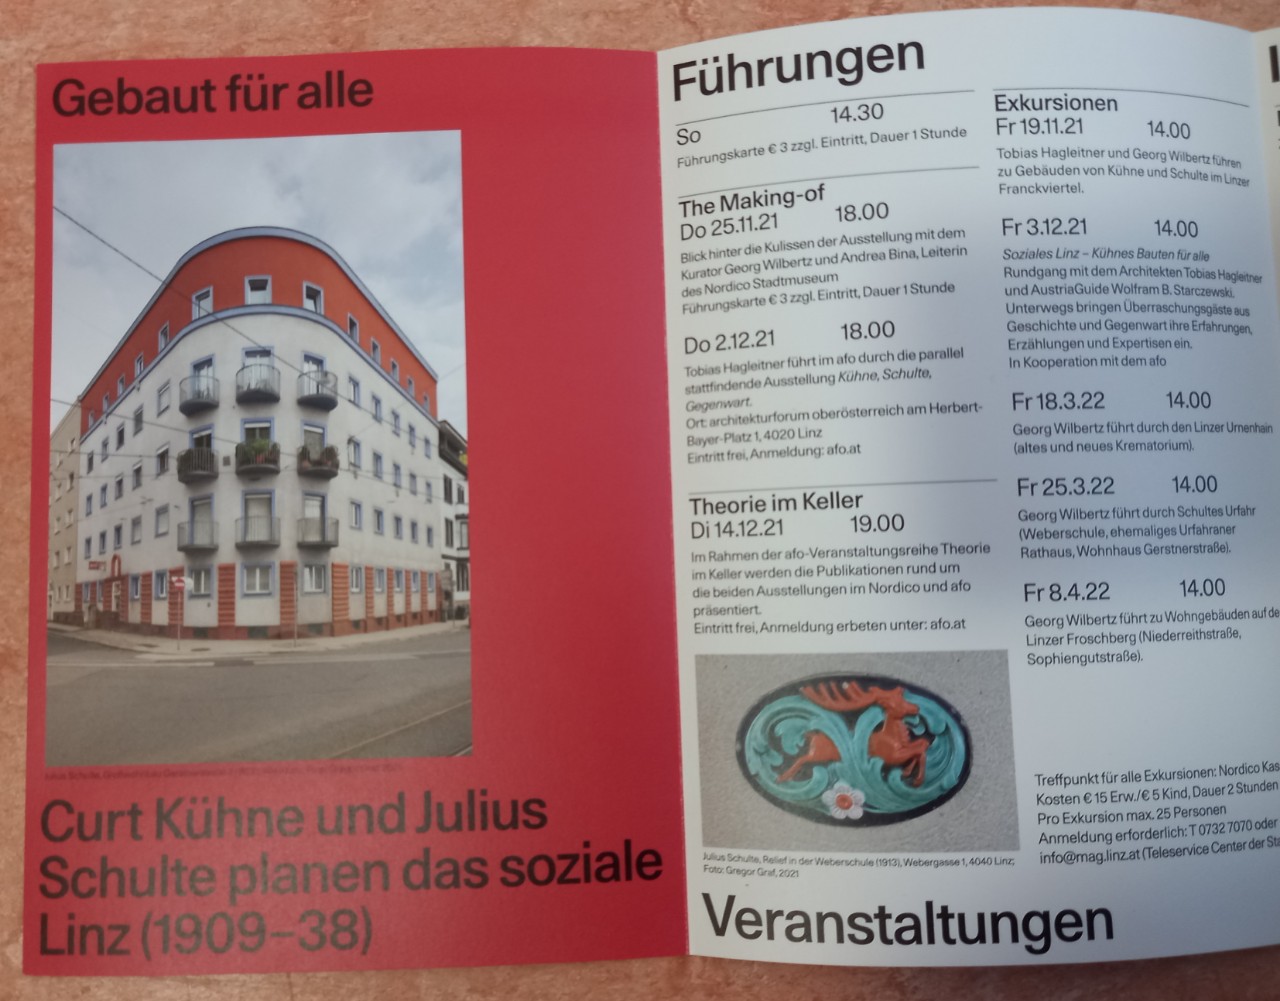 Gebaut für alle
Curt Kühne und Julius
Schulte planen das soziale
Linz (1909–38)
Führungen
So 14.30
Führungskarte € 3 zzgl. Eintritt, Dauer 1 Stunde
The Making-of
Do 25.11.21 18.00
Blick hinter die Kulissen der Ausstellung mit dem
Kurator Georg Wilbertz und Andrea Bina, Leiterin
des Nordico Stadtmuseum
Führungskarte € 3 zzgl. Eintritt, Dauer 1 Stunde
Do 2.12.21 18.00
Tobias Hagleitner führt im afo durch die parallel
stattfindende Ausstellung Kühne, Schulte,
Gegenwart.
Ort: architekturforum oberösterreich am Herbert-
Bayer-Platz 1, 4020 Linz
Eintritt frei, Anmeldung: afo.at
Theorie im Keller
Di 14.12.21 19.00
Im Rahmen der afo-Veranstaltungsreihe Theorie
im Keller werden die Publikationen rund um
die beiden Ausstellungen im Nordico und afo
präsentiert.
Eintritt frei, Anmeldung erbeten unter: afo.at
Julius Schulte, Relief in der Weberschule (1913), Webergasse 1, 4040 Linz;
Foto: Gregor Graf, 2021
Veranstaltungen
Exkursionen
Fr 19.11.21 14.00
Tobias Hagleitner und Georg Wilbertz führen
zu Gebäuden von Kühne und Schulte im Linzer
Franckviertel.
Fr 3.12.21 14.00
Soziales Linz – Kühnes Bauten für alle
Rundgang mit dem Architekten Tobias Hagleitner
und AustriaGuide Wolfram B. Starczewski.
Unterwegs bringen Überraschungsgäste aus
Geschichte und Gegenwart ihre Erfahrungen,
Erzählungen und Expertisen ein.
In Kooperation mit dem afo
Fr 18.3.22 14.00
Georg Wilbertz führt durch den Linzer Urnenhain
(altes und neues Krematorium).
Fr 25.3.22 14.00
Georg Wilbertz führt durch Schultes Urfahr
(Weberschule, ehemaliges Urfahraner
Rathaus, Wohnhaus Gerstnerstraße).
Fr 8.4.22 14.00
Georg Wilbertz führt zu Wohngebäuden auf de
Linzer Froschberg (Niederreithstraße,
Sophiengutstraße).
Treffpunkt für alle Exkursionen: Nordico Kas
Kosten € 15 Erw./€ 5 Kind, Dauer 2 Stunden
Pro Exkursion max. 25 Personen
Anmeldung erforderlich: T 0732 7070 oder
info@mag.linz.at (Teleservice Center der Sta